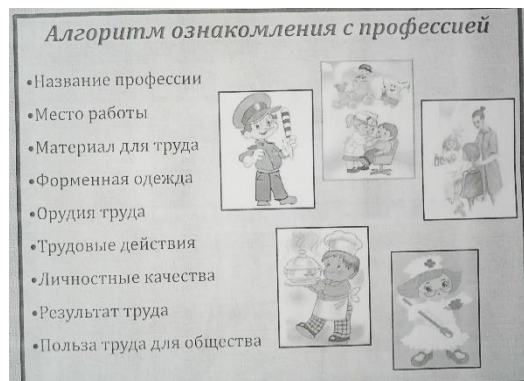 Алгоритм ознакомления с профессией
•Название профессии
•Место работы
•Материал для труда
•Форменная одежда
•Орудия труда
•Трудовые действия
•Личностные качества
•Результат труда
•Польза труда для общества